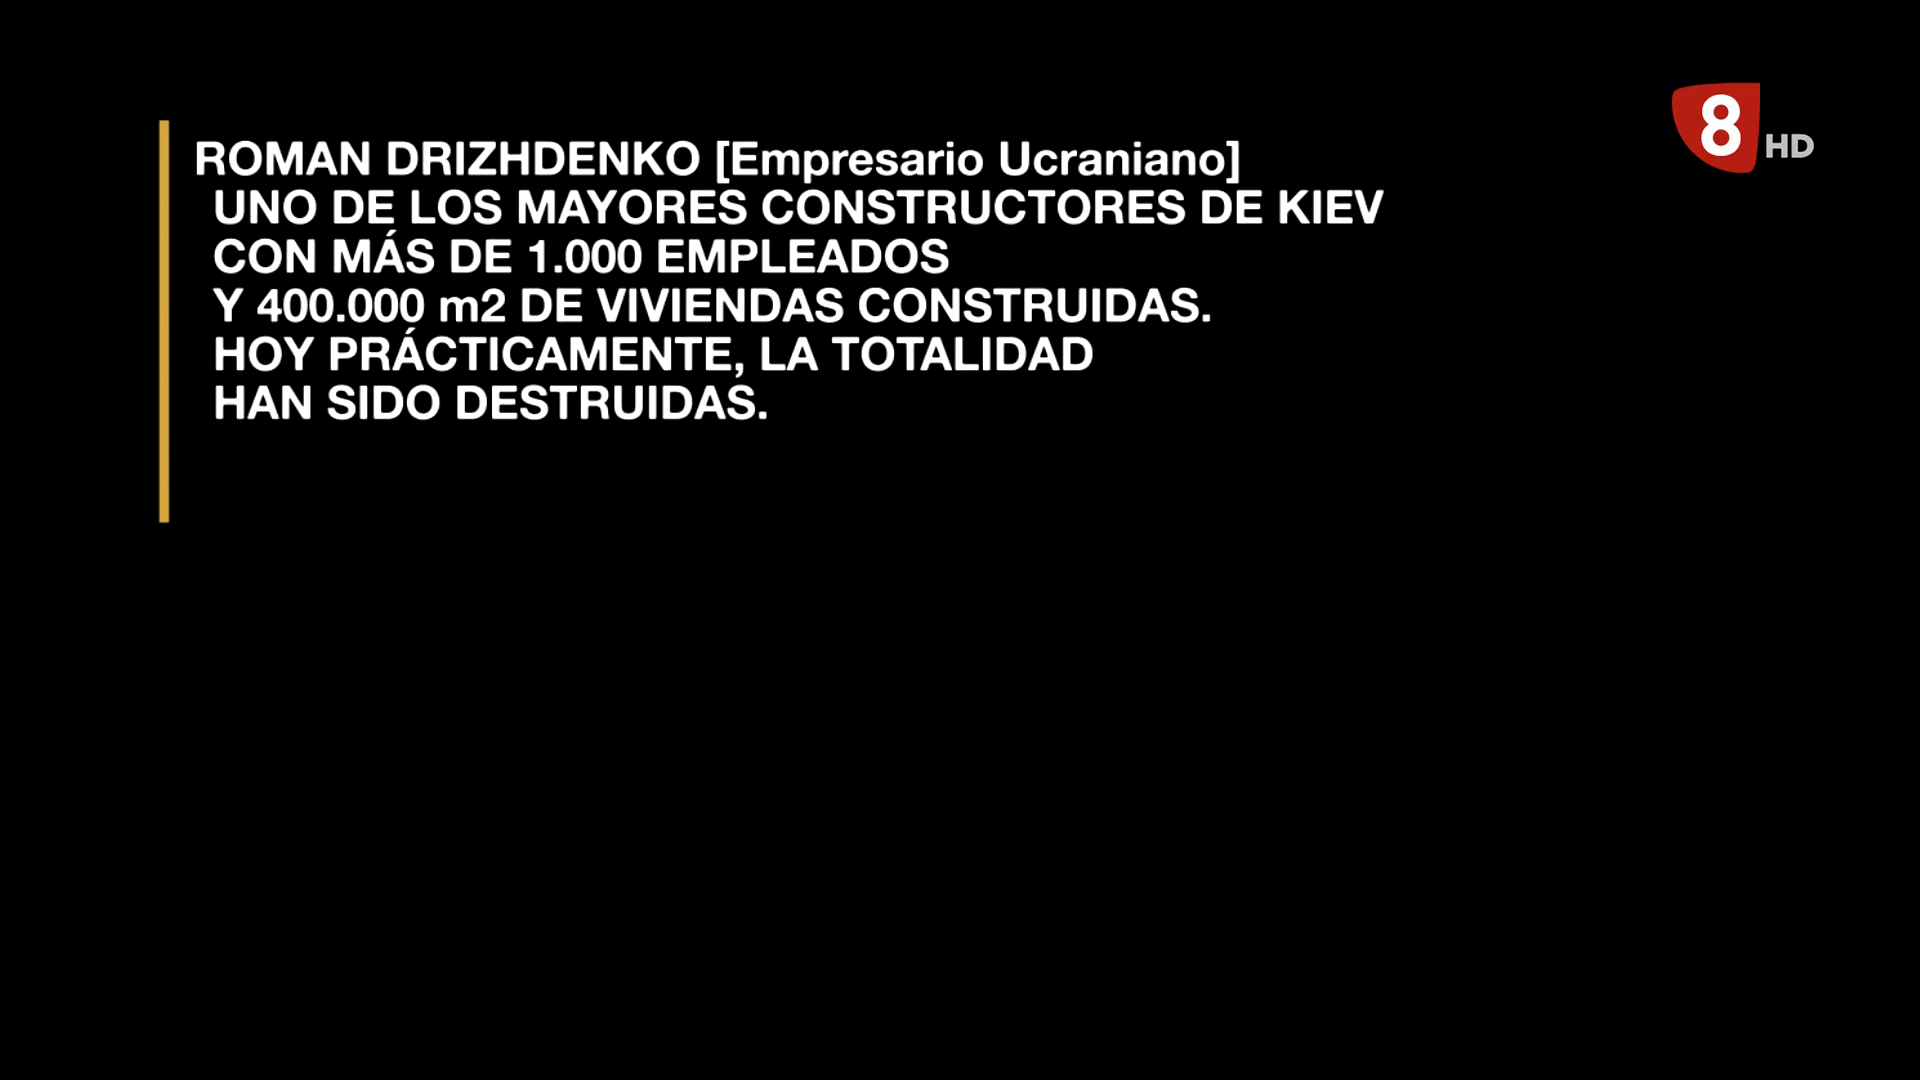 8 HD
ROMAN DRIZHDENKO [Empresario Ucraniano]
UNO DE LOS MAYORES CONSTRUCTORES DE KIEV
CON MÁS DE 1.000 EMPLEADOS
Y 400.000 m2 DE VIVIENDAS CONSTRUIDAS.
HOY PRÁCTICAMENTE, LA TOTALIDAD
HAN SIDO DESTRUIDAS.